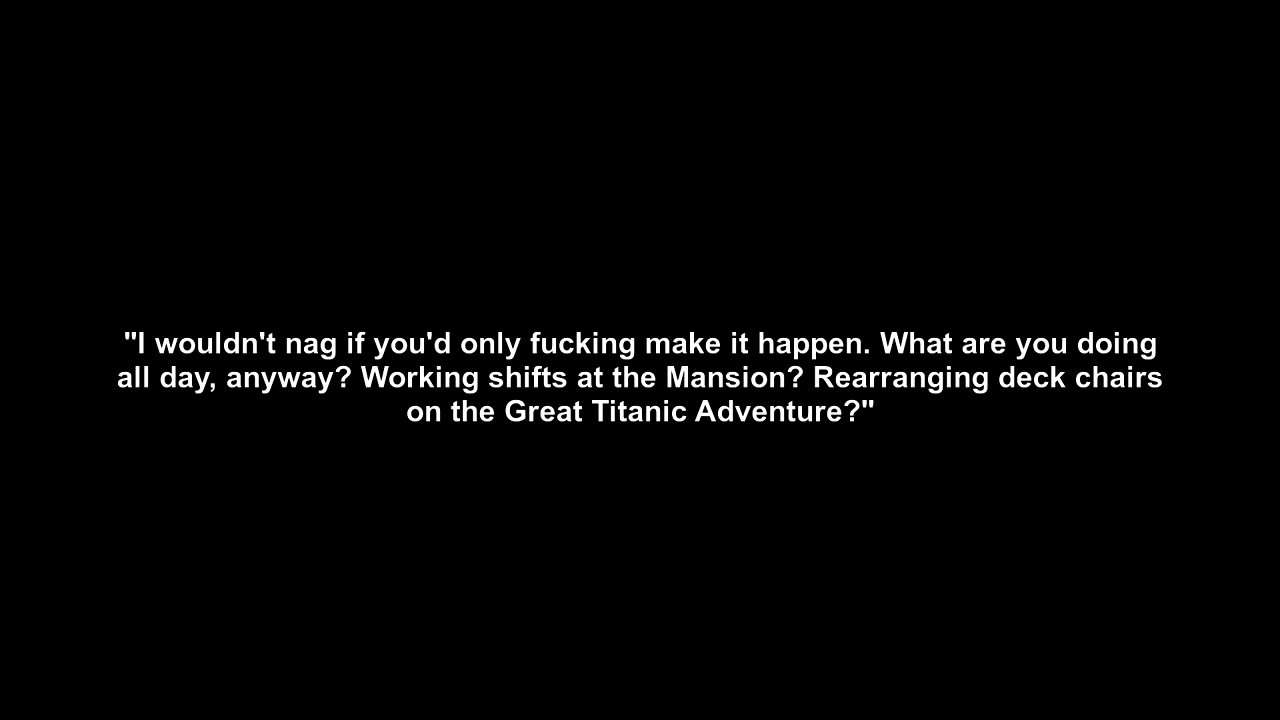 "I wouldn't nag if you'd only fucking make it happen. What are you doing
all day, anyway? Working shifts at the Mansion? Rearranging deck chairs
on the Great Titanic Adventure?"